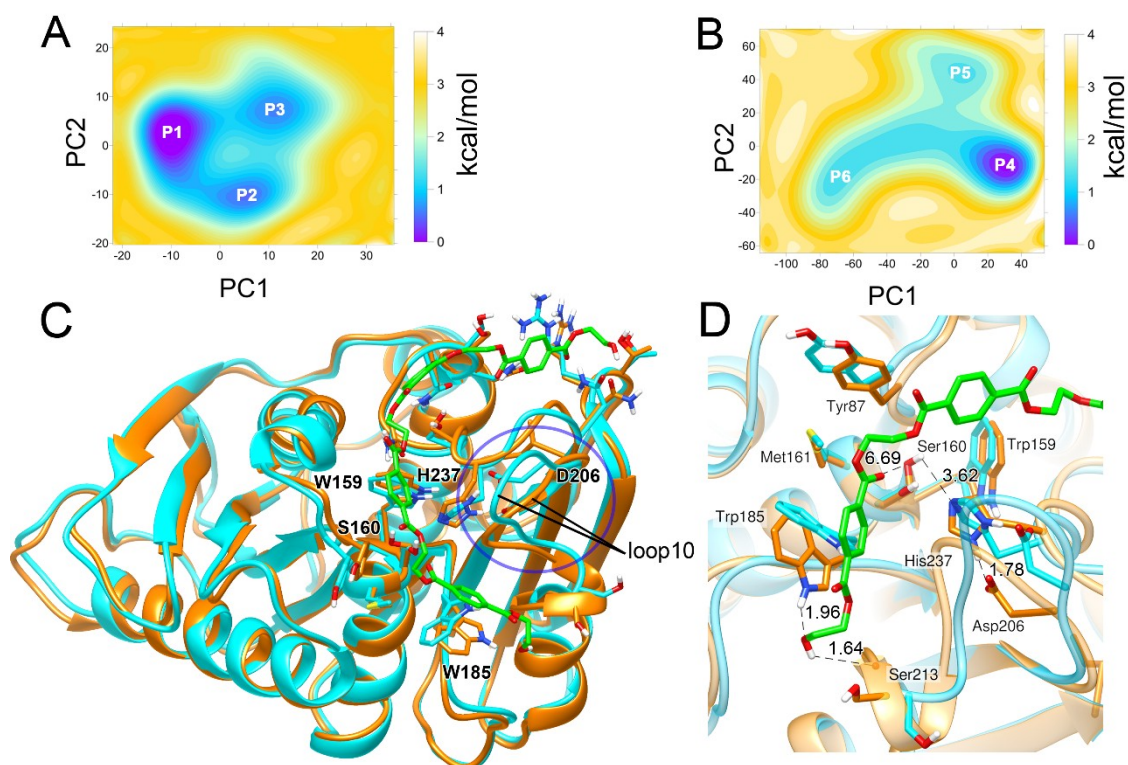 A
P1
P2
P3
20
10
0
-10
-20
PC2
-20
-10
0
10
20
30
PC1
4
3
2
1
0
kcal/mol
B
P5
P4
P6
60
40
20
0
-20
-40
-60
PC2
-100
-80
-60
-40
-20
0
20
40
PC1
4
3
2
1
0
kcal/mol
C
W159
H237
D206
S160
loop10
W185
D
Tyr87
Ser160
Trp159
Met161
6.69
3.62
Trp185
His237
1.78
1.96
Asp206
1.64
Ser213